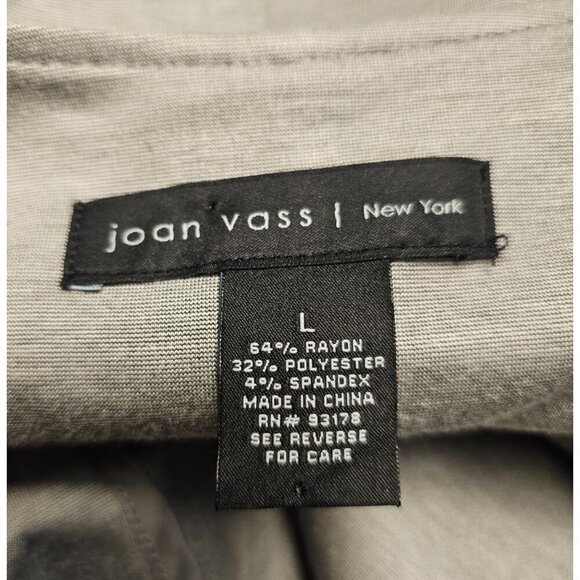 joan vass | New York
L
64% RAYON
32% POLYESTER
4% SPANDEX
MADE IN CHINA
RN# 93178
SEE REVERSE
FOR CARE